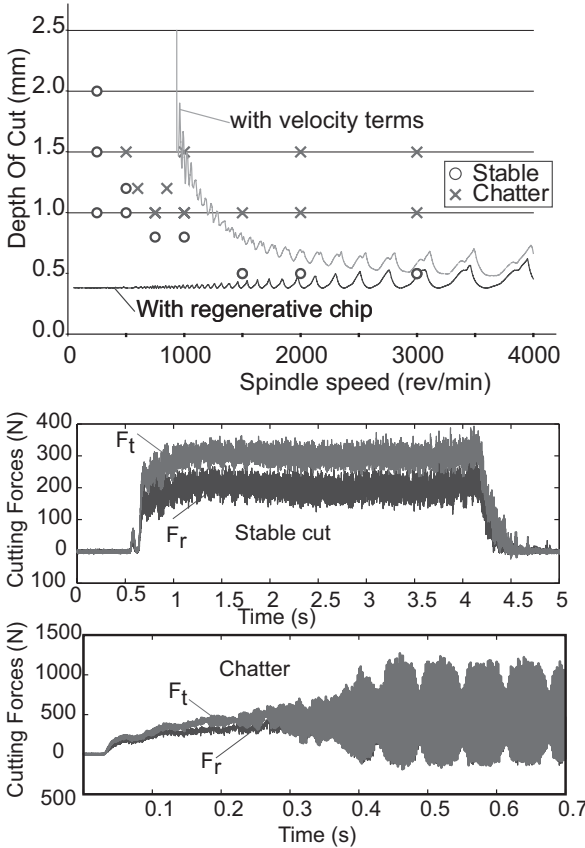 2.5
2.0
1.5
1.0
0.5
0.0
Depth Of Cut (mm)
with velocity terms
Stable
Chatter
With regenerative chip
0 1000 2000 3000 4000
Spindle speed (rev/min)
400
300
200
100
0
100
Cutting Forces (N)
Ft
Fr
Stable cut
0 0.5 1 1.5 2 2.5 3 3.5 4 4.5 5
Time (s)
1500
1000
500
0
500
Cutting Forces (N)
Chatter
Ft
Fr
0.1 0.2 0.3 0.4 0.5 0.6 0.7
Time (s)